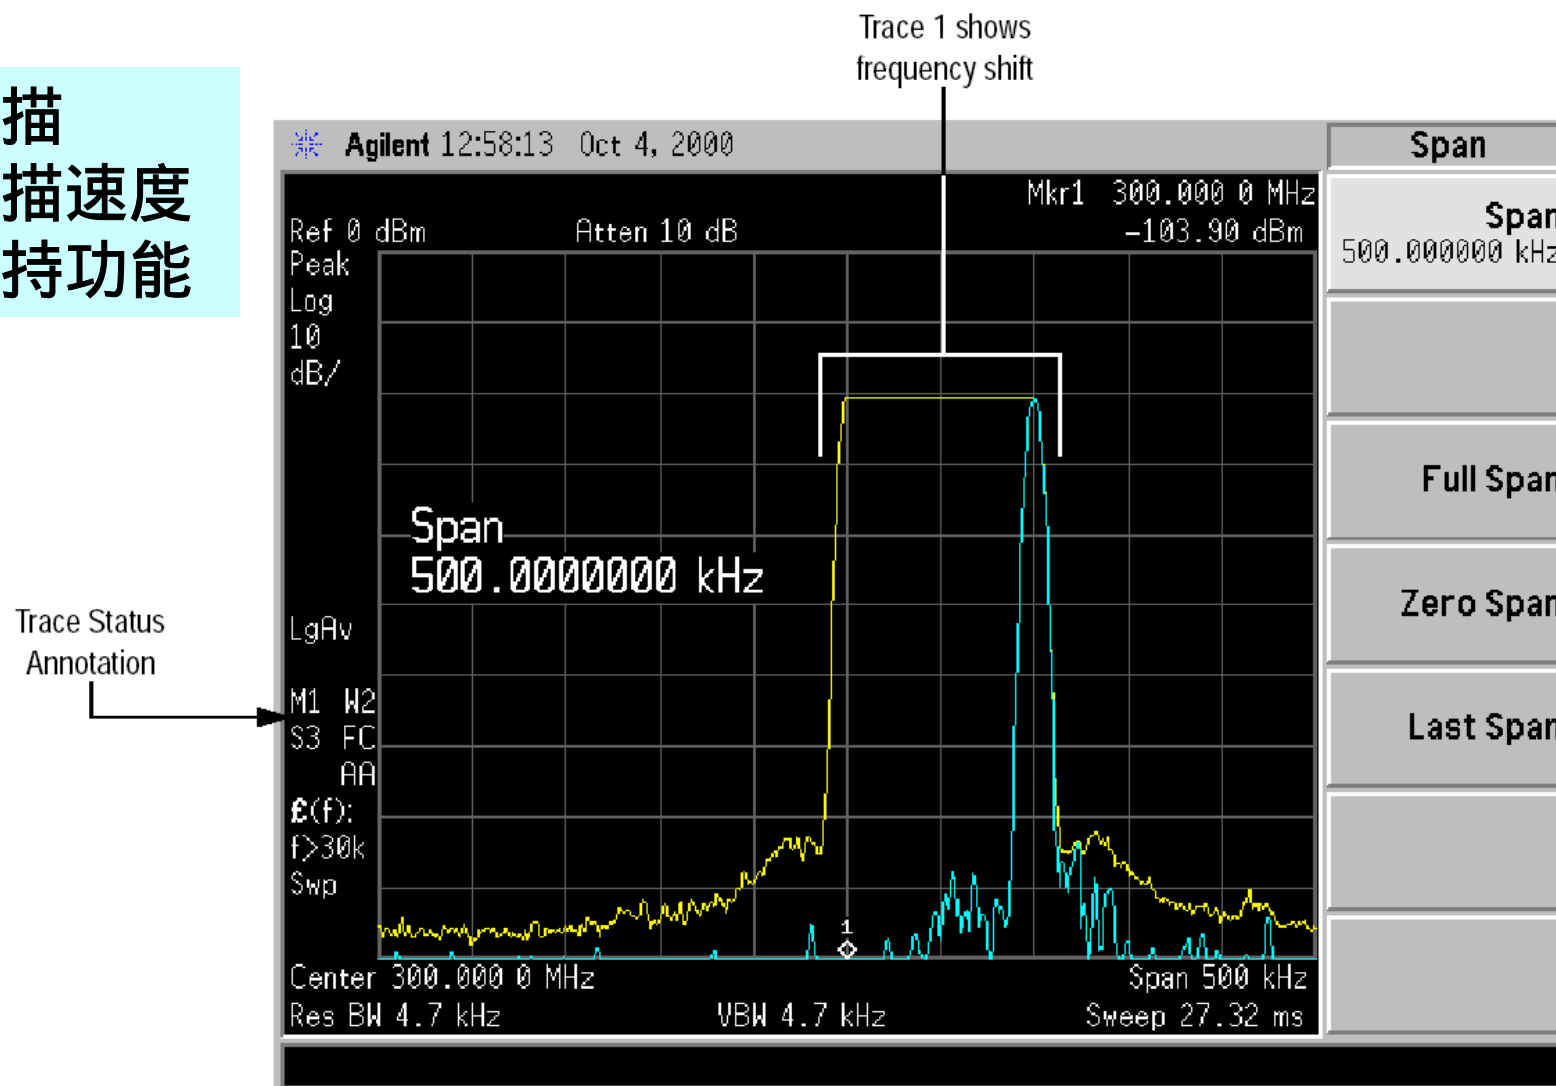 Trace 1 shows
frequency shift
描
描速度
持功能
Agilent 12:58:13 Oct 4, 2000
Span
Mkr1 300.000 0 MHz
Ref 0 dBm Atten 10 dB -103.90 dBm
Peak
Log
10
dB/
Span
500.0000000 kHz
LgAv
M1 W2
S3 FC
AA
£(f):
f>30k
Swp
1
Center 300.000 0 MHz Span 500 kHz
Res BW 4.7 kHz VBW 4.7 kHz Sweep 27.32 ms
Trace Status
Annotation
Span
500.000000 kHz
Full Span
Zero Span
Last Span